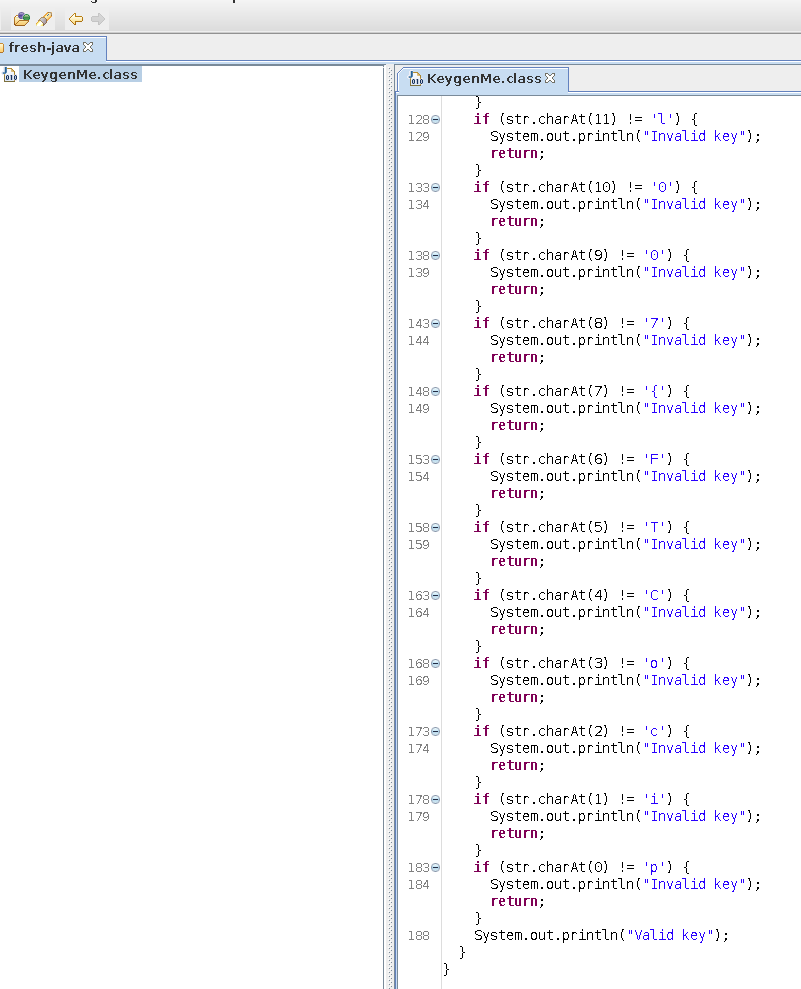 fresh-java
KeygenMe.class
KeygenMe.class
}
128 if (str.charAt(11) != 'l') {
129 System.out.println("Invalid key");
return;
}
133 if (str.charAt(10) != '0') {
134 System.out.println("Invalid key");
return;
}
138 if (str.charAt(9) != '0') {
139 System.out.println("Invalid key");
return;
}
143 if (str.charAt(8) != '7') {
144 System.out.println("Invalid key");
return;
}
148 if (str.charAt(7) != '{') {
149 System.out.println("Invalid key");
return;
}
153 if (str.charAt(6) != 'F') {
154 System.out.println("Invalid key");
return;
}
158 if (str.charAt(5) != 'T') {
159 System.out.println("Invalid key");
return;
}
163 if (str.charAt(4) != 'C') {
164 System.out.println("Invalid key");
return;
}
168 if (str.charAt(3) != 'o') {
169 System.out.println("Invalid key");
return;
}
173 if (str.charAt(2) != 'c') {
174 System.out.println("Invalid key");
return;
}
178 if (str.charAt(1) != 'i') {
179 System.out.println("Invalid key");
return;
}
183 if (str.charAt(0) != 'p') {
184 System.out.println("Invalid key");
return;
}
188 System.out.println("Valid key");
}
}